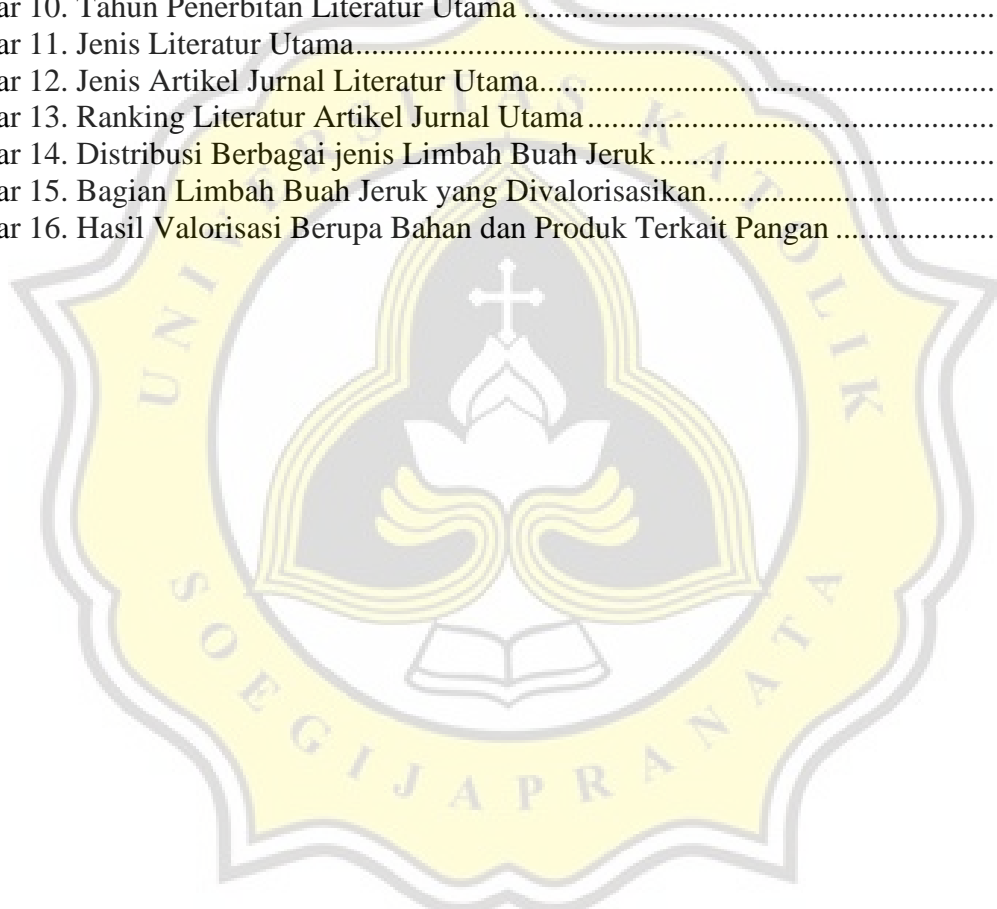 ar 10. Tahun Penerbitan Literatur Utama ..........................................................
ar 11. Jenis Literatur Utama................................................................................
ar 12. Jenis Artikel Jurnal Literatur Utama.........................................................
ar 13. Ranking Literatur Artikel Jurnal Utama ...................................................
ar 14. Distribusi Berbagai jenis Limbah Buah Jeruk ..........................................
ar 15. Bagian Limbah Buah Jeruk yang Divalorisasikan....................................
ar 16. Hasil Valorisasi Berupa Bahan dan Produk Terkait Pangan ....................
UNIVERSITAS KATOLIK
SOEGIJAPRANATA